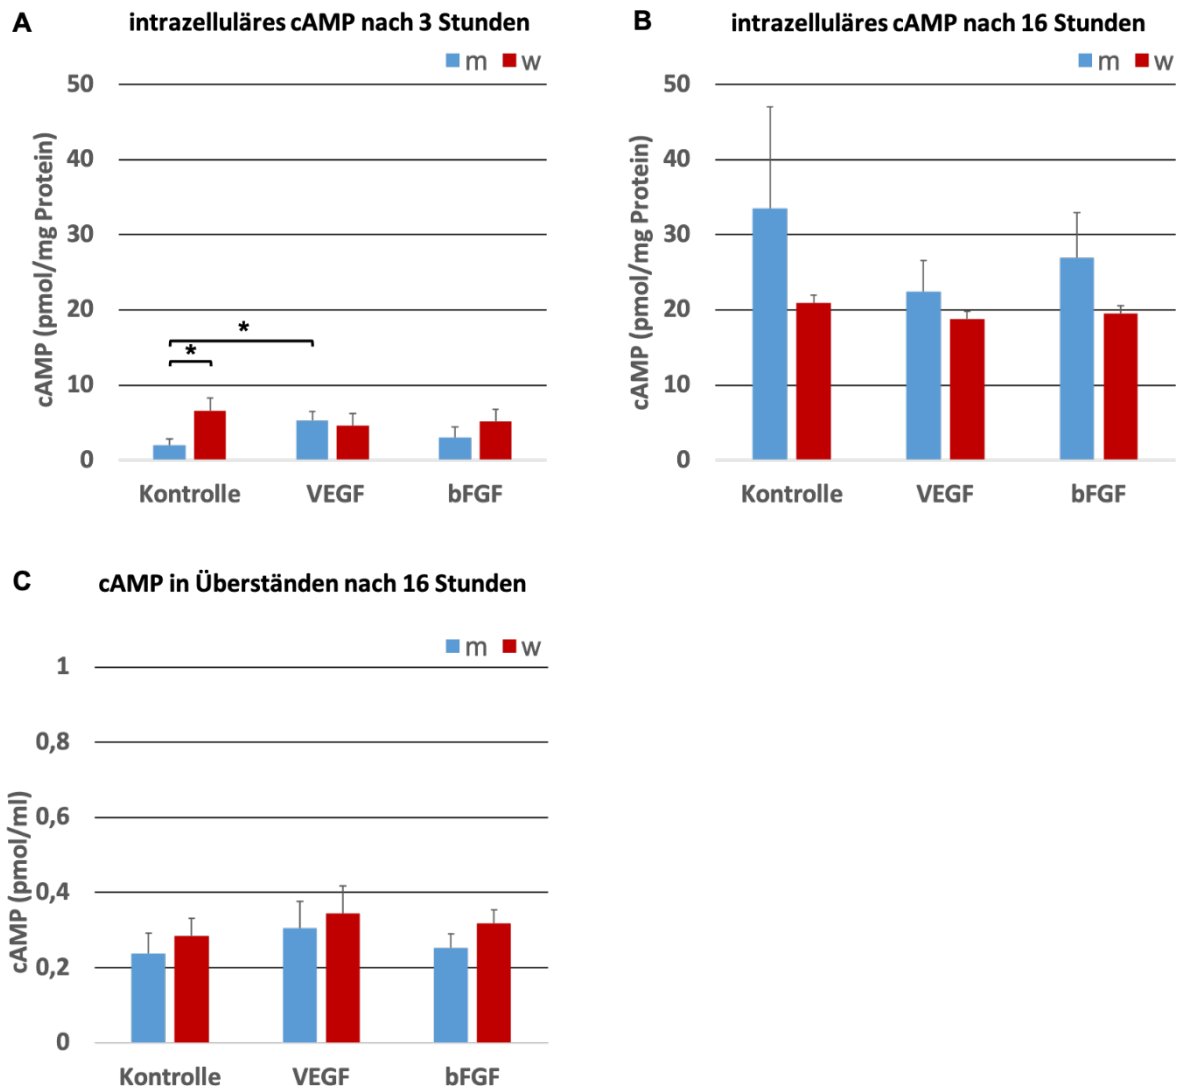 A intrazelluläres cAMP nach 3 Stunden
m w
cAMP (pmol/mg Protein)
50
40
30
20
10
0
*
*
Kontrolle VEGF bFGF
B intrazelluläres cAMP nach 16 Stunden
m w
cAMP (pmol/mg Protein)
50
40
30
20
10
0
Kontrolle VEGF bFGF
C cAMP in Überständen nach 16 Stunden
m w
cAMP (pmol/ml)
1
0,8
0,6
0,4
0,2
0
Kontrolle VEGF bFGF